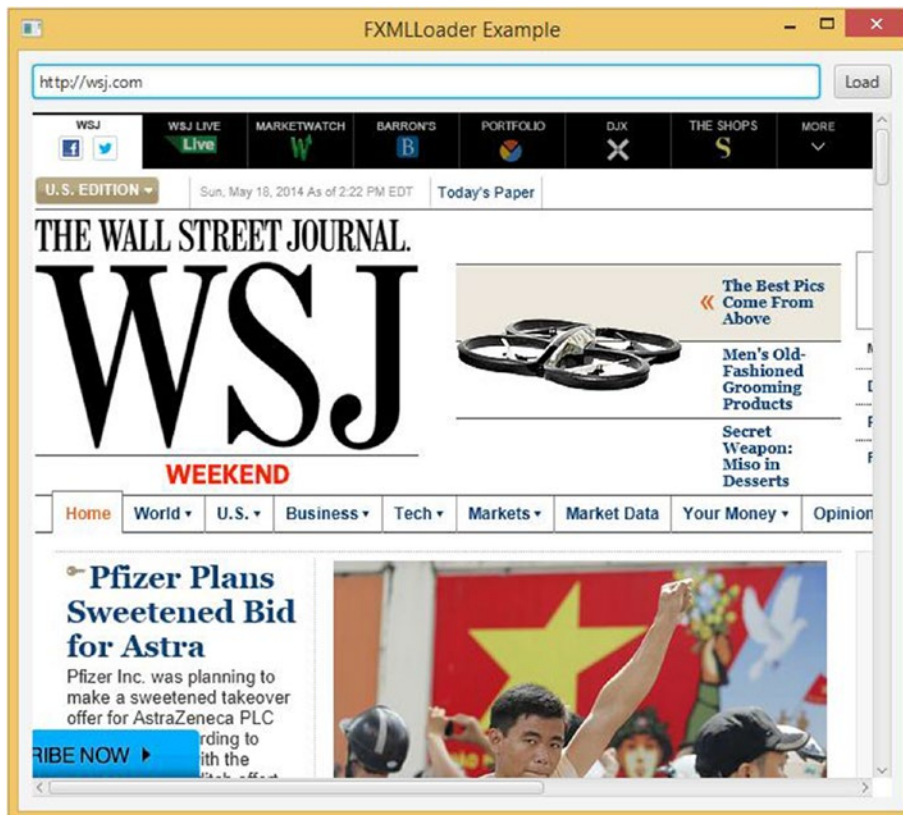 FXMLLoader Example
http://wsj.com
Load
WSJ
WSJ LIVE
MARKETWATCH
BARRON'S
PORTFOLIO
DJX
THE SHOPS
MORE
Live
W
B
S
U.S. EDITION
Sun, May 18, 2014 As of 2:22 PM EDT
Today's Paper
THE WALL STREET JOURNAL.
WSJ
WEEKEND
The Best Pics
Come From
Above
Men's Old-
Fashioned
Grooming
Products
Secret
Weapon:
Miso in
Desserts
Home
World
U.S.
Business
Tech
Markets
Market Data
Your Money
Opinion
Pfizer Plans
Sweetened Bid
for Astra
Pfizer Inc. was planning to
make a sweetened takeover
offer for AstraZeneca PLC
rding to
RIBE NOW
ith the